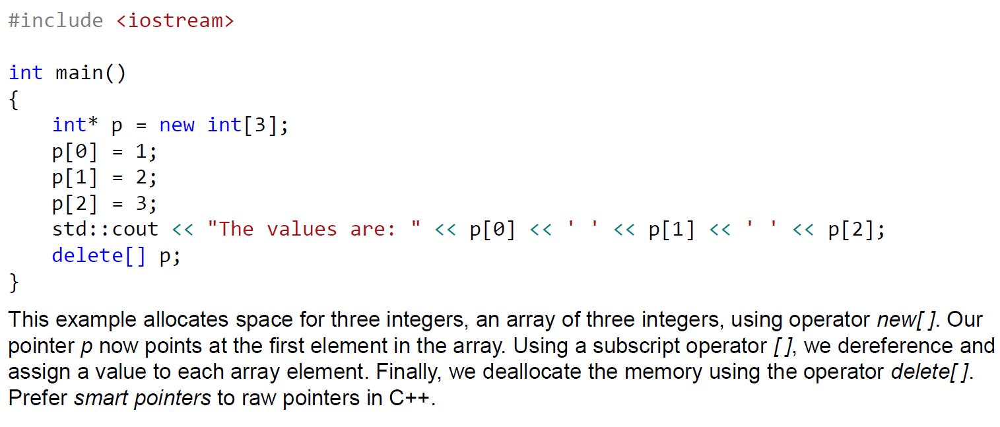 #include <iostream>
int main()
{
int* p = new int[3];
p[0] = 1;
p[1] = 2;
p[2] = 3;
std::cout << "The values are: " << p[0] << ' ' << p[1] << ' ' << p[2];
delete[] p;
}
This example allocates space for three integers, an array of three integers, using operator new[ ]. Our
pointer p now points at the first element in the array. Using a subscript operator [ ], we dereference and
assign a value to each array element. Finally, we deallocate the memory using the operator delete[ ].
Prefer smart pointers to raw pointers in C++.